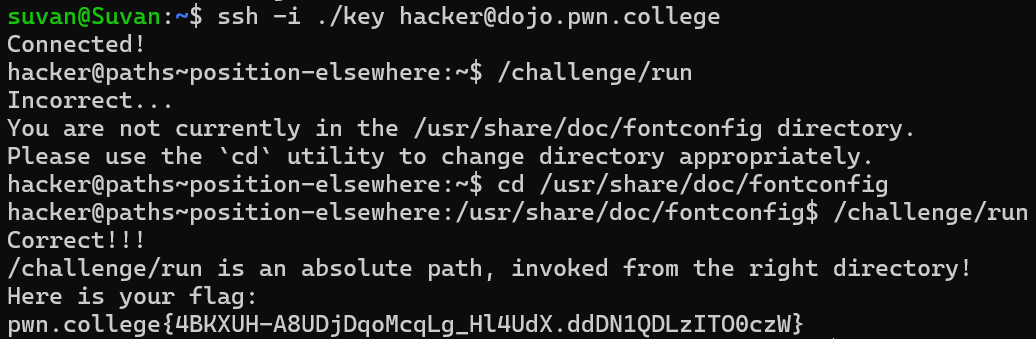 suvan@Suvan:~$ ssh -i ./key hacker@dojo.pwn.college
Connected!
hacker@paths~position-elsewhere:~$ /challenge/run
Incorrect...
You are not currently in the /usr/share/doc/fontconfig directory.
Please use the `cd` utility to change directory appropriately.
hacker@paths~position-elsewhere:~$ cd /usr/share/doc/fontconfig
hacker@paths~position-elsewhere:/usr/share/doc/fontconfig$ /challenge/run
Correct!!!
/challenge/run is an absolute path, invoked from the right directory!
Here is your flag:
pwn.college{4BKXUH-A8UDjDqoMcqLg_Hl4UdX.ddDN1QDLzITO0czW}